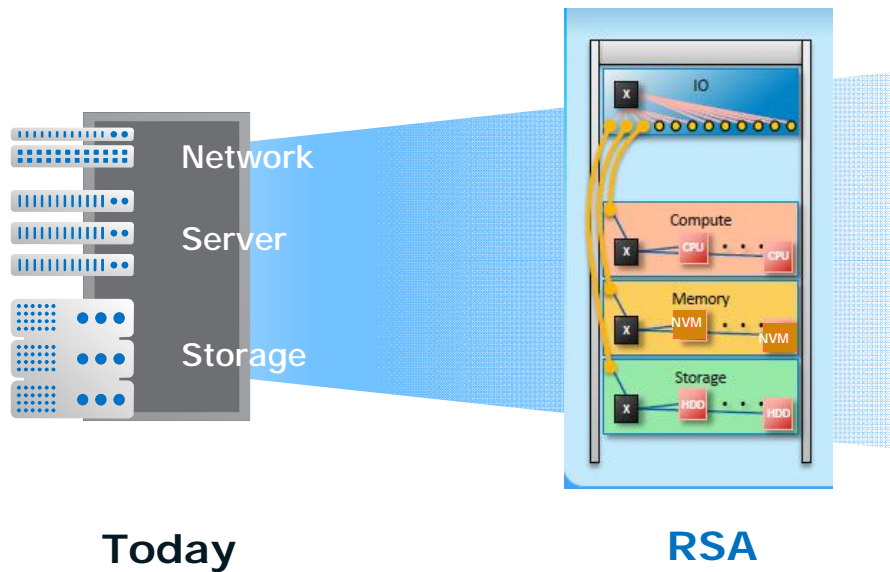 Network
Server
Storage
IO
X
Compute
X
CPU
CPU
Memory
X
NVM
NVM
Storage
X
HDD
HDD
Today
RSA